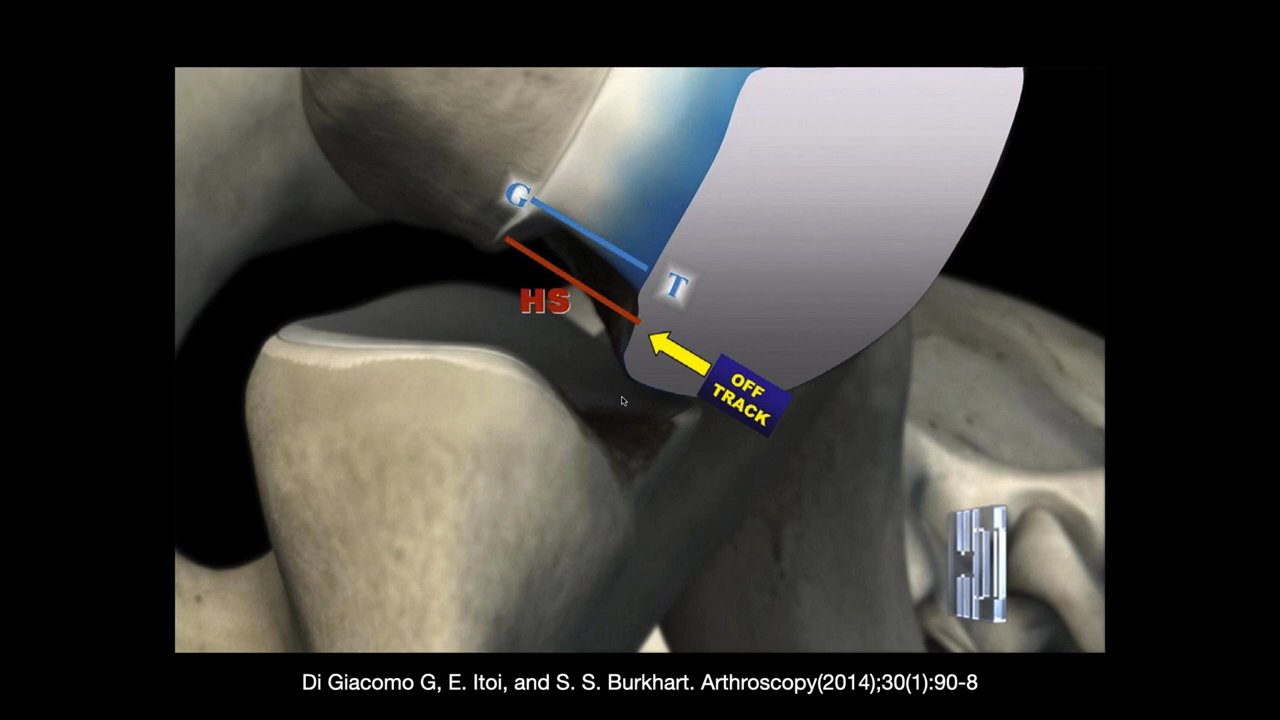 G
T
HS
OFF
TRACK
Di Giacomo G, E. Itoi, and S. S. Burkhart. Arthroscopy(2014);30(1):90-8